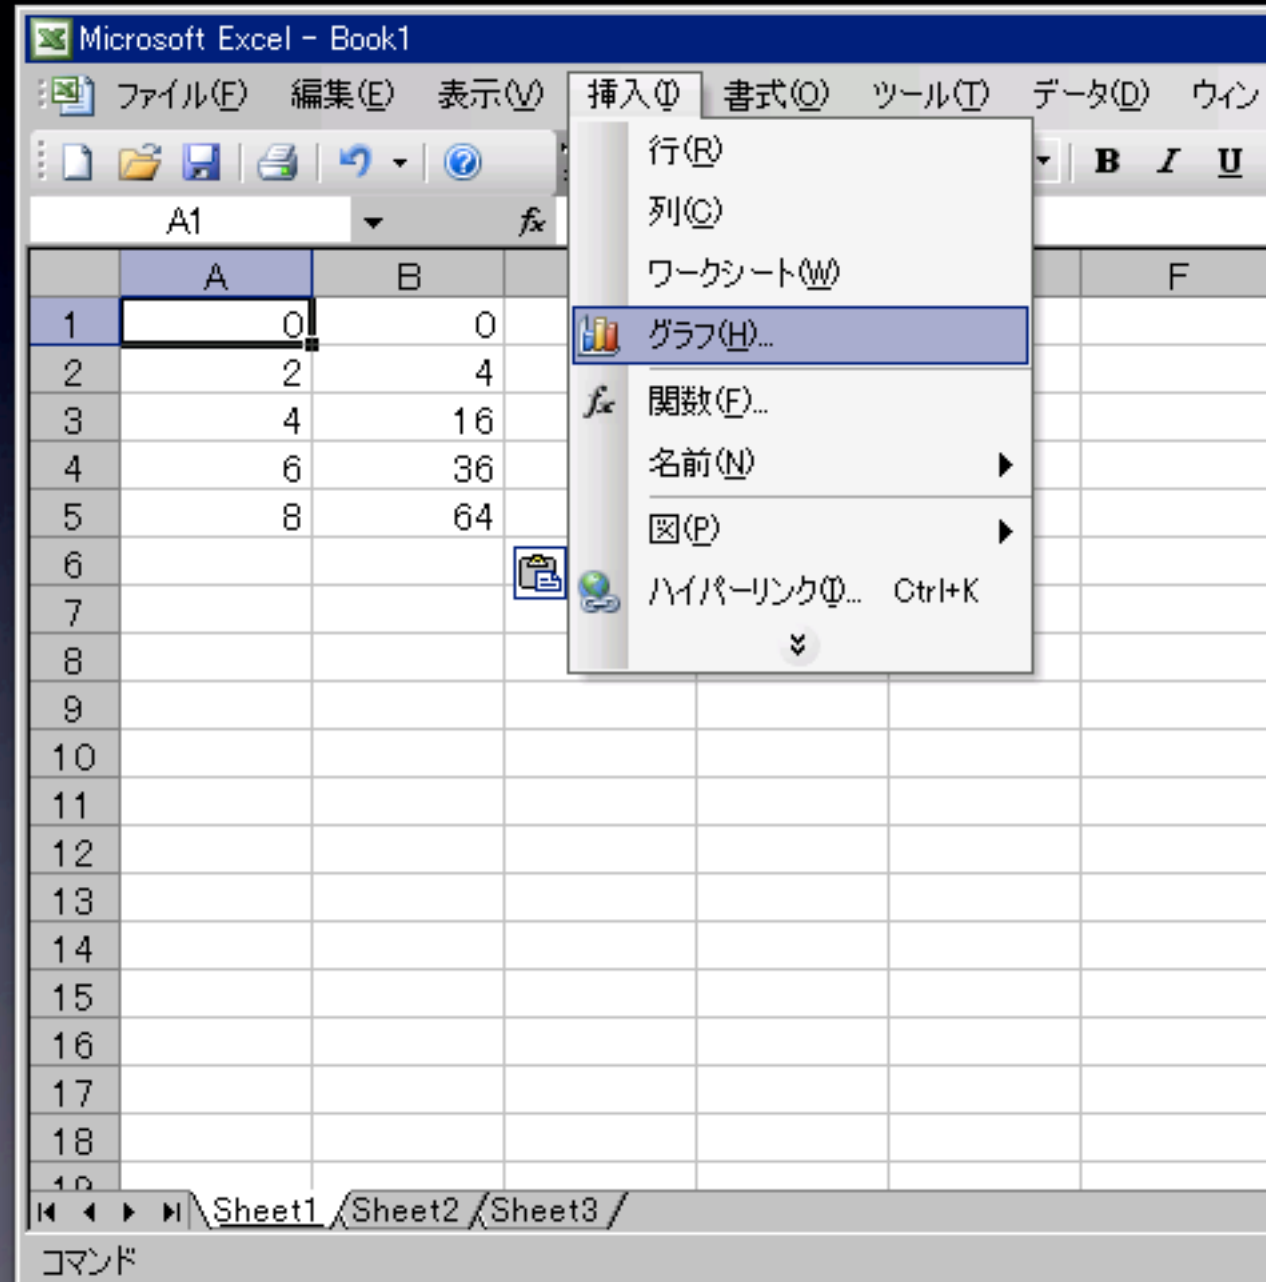 Microsoft Excel - Book1
ファイル(F) 編集(E) 表示(V) 挿入(I) 書式(O) ツール(T) データ(D) ウィン
B I U
A1 fx
行(R)
列(C)
ワークシート(W)
グラフ(H)...
fx 関数(F)...
名前(N)
図(P)
ハイパーリンク(I)... Ctrl+K
A B F
1 0 0
2 2 4
3 4 16
4 6 36
5 8 64
6
7
8
9
10
11
12
13
14
15
16
17
18
19
Sheet1 Sheet2 Sheet3
コマンド